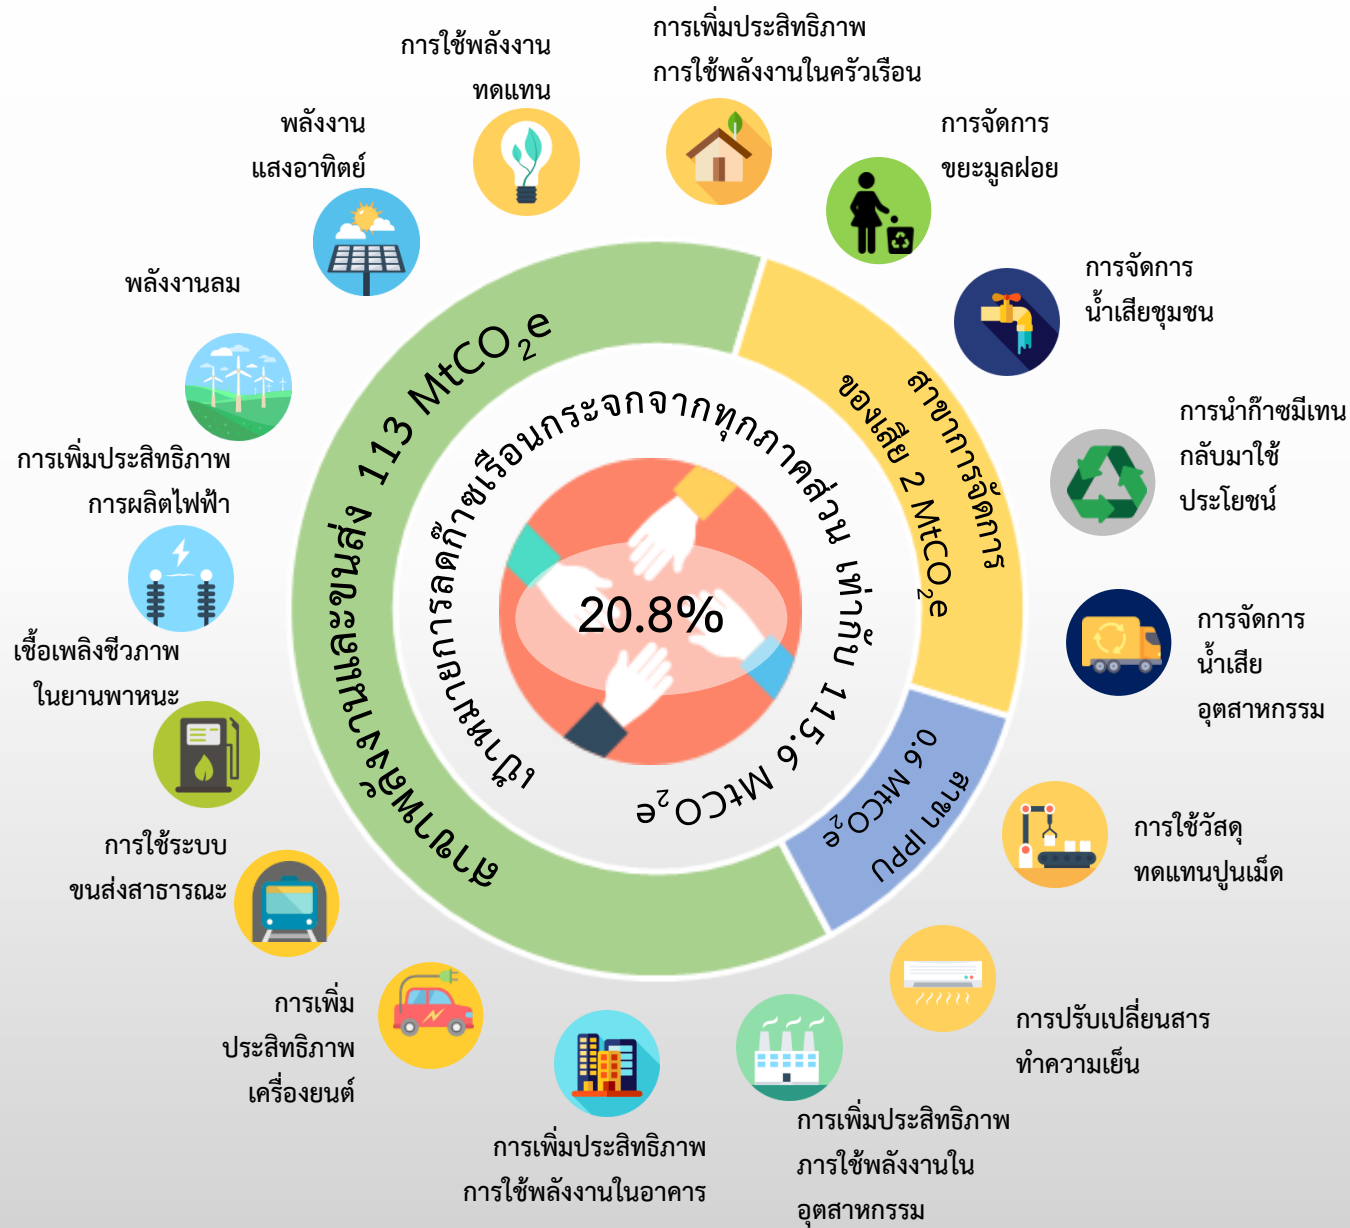 การใช้พลังงาน
ทดแทน
การเพิ่มประสิทธิภาพ
การใช้พลังงานในครัวเรือน
พลังงาน
แสงอาทิตย์
การจัดการ
ขยะมูลฝอย
พลังงานลม
การจัดการ
น้ำเสียชุมชน
การเพิ่มประสิทธิภาพ
การผลิตไฟฟ้า
การนำก๊าซมีเทน
กลับมาใช้
ประโยชน์
เชื้อเพลิงชีวภาพ
ในยานพาหนะ
การจัดการ
น้ำเสีย
อุตสาหกรรม
การใช้ระบบ
ขนส่งสาธารณะ
การใช้วัสดุ
ทดแทนปูนเม็ด
การเพิ่ม
ประสิทธิภาพ
เครื่องยนต์
การปรับเปลี่ยนสาร
ทำความเย็น
การเพิ่มประสิทธิภาพ
การใช้พลังงานในอาคาร
การเพิ่มประสิทธิภาพ
ภารใช้พลังงานใน
อุตสาหกรรม
สาขาพลังงานและขนส่ง 113 MtCO₂e
สาขาการจัดการ
ของเสีย 2 MtCO₂e
สาขา IPPU
0.6 MtCO₂e
เป้าหมายการลดก๊าซเรือนกระจกจากทุกภาคส่วน เท่ากับ 115.6 MtCO₂e
20.8%